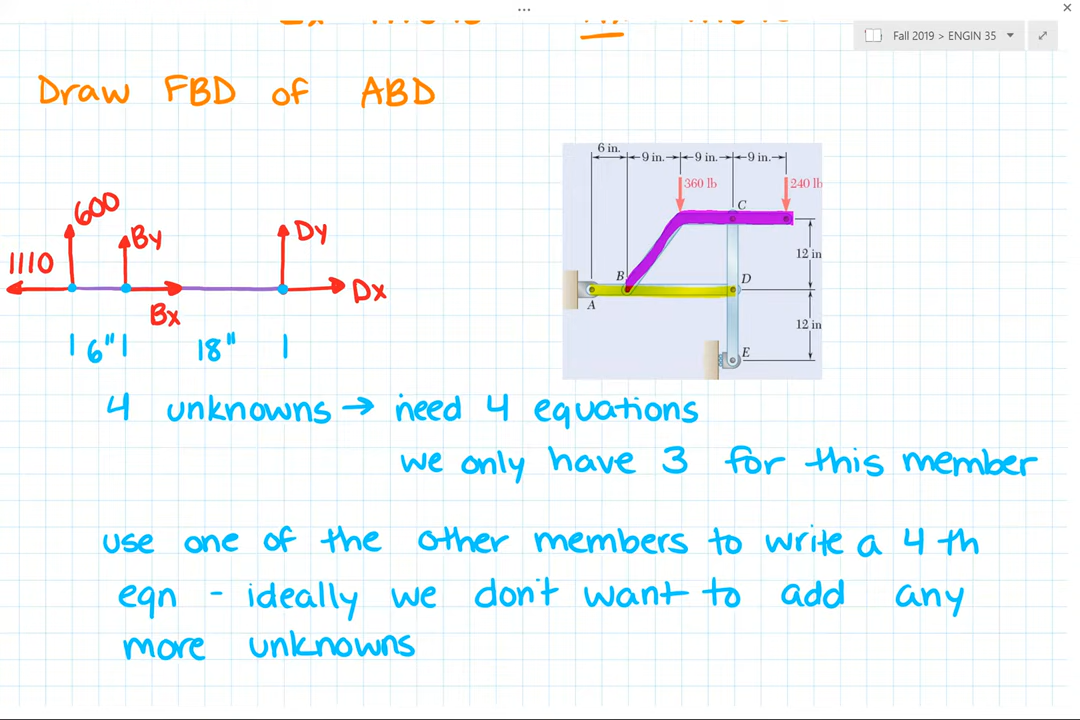 Fall 2019 > ENGIN 35
Draw FBD of ABD
6 in.
9 in. 9 in. 9 in.
360 lb
240 lb
C
12 in
B
D
A
12 in
E
600
By
Dy
1110
Bx
Dx
6" 18"
4 unknowns → need 4 equations
we only have 3 for this member
use one of the other members to write a 4th
eqn - ideally we don't want to add any
more unknowns